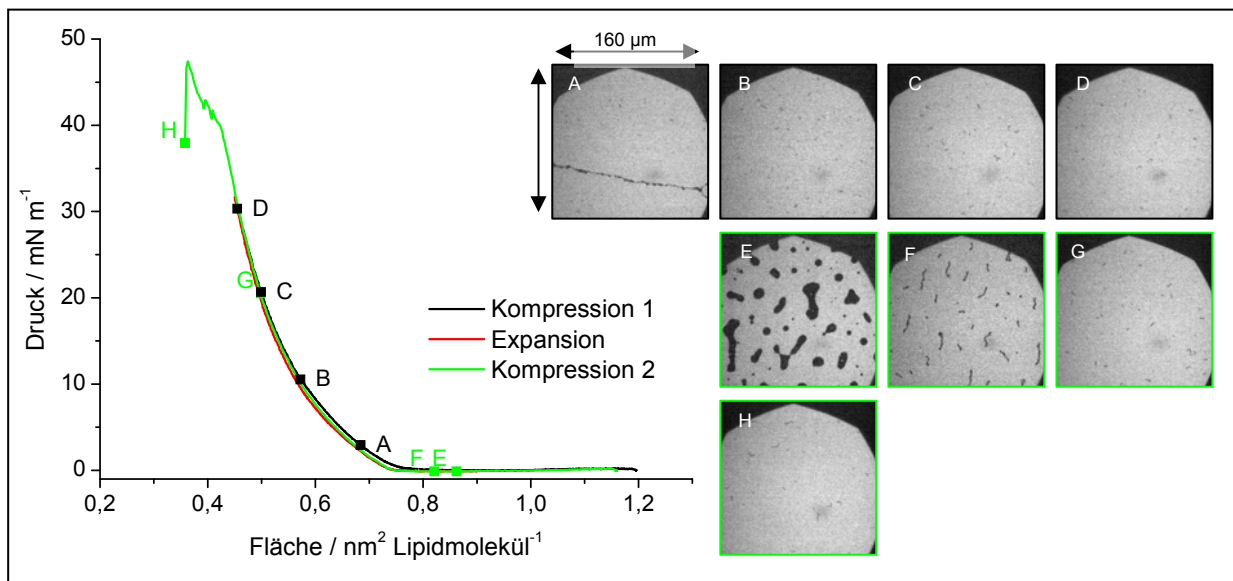 50
40
30
20
10
0
Druck / mN m⁻¹
0,2
0,4
0,6
0,8
1,0
1,2
Fläche / nm² Lipidmolekül⁻¹
H
D
G
C
B
A
F
E
Kompression 1
Expansion
Kompression 2
160 µm
A
B
C
D
E
F
G
H